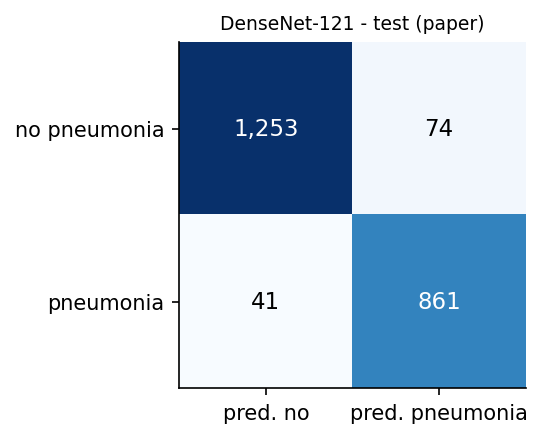 DenseNet-121 - test (paper)
no pneumonia 1,253 74
pneumonia 41 861
pred. no pred. pneumonia